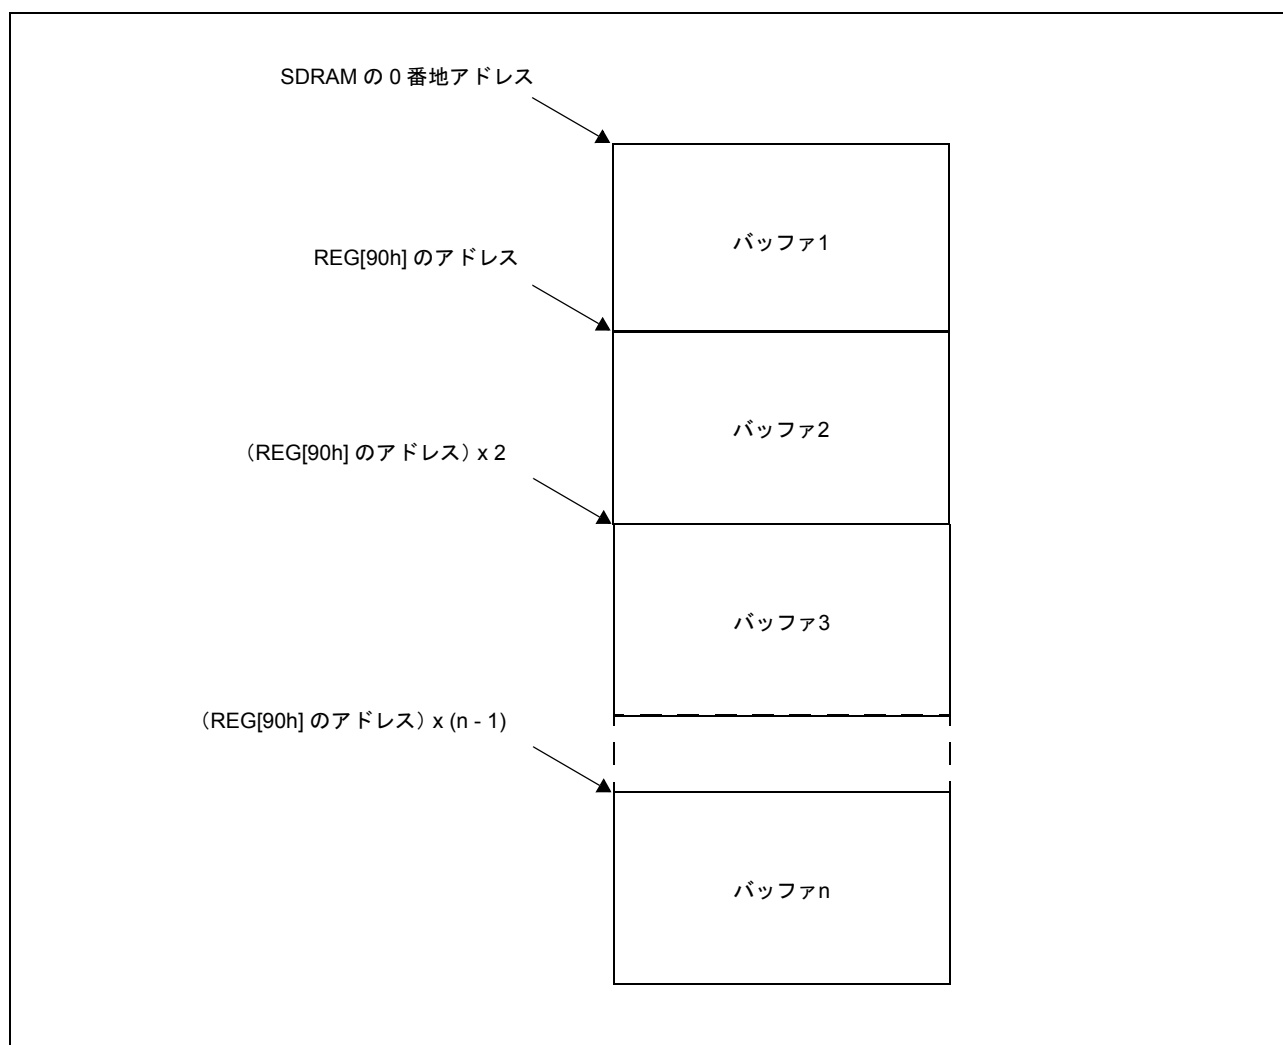 SDRAM の 0 番地アドレス
バッファ1
REG[90h] のアドレス
バッファ2
（REG[90h] のアドレス）x 2
バッファ3
（REG[90h] のアドレス）x (n - 1)
バッファn